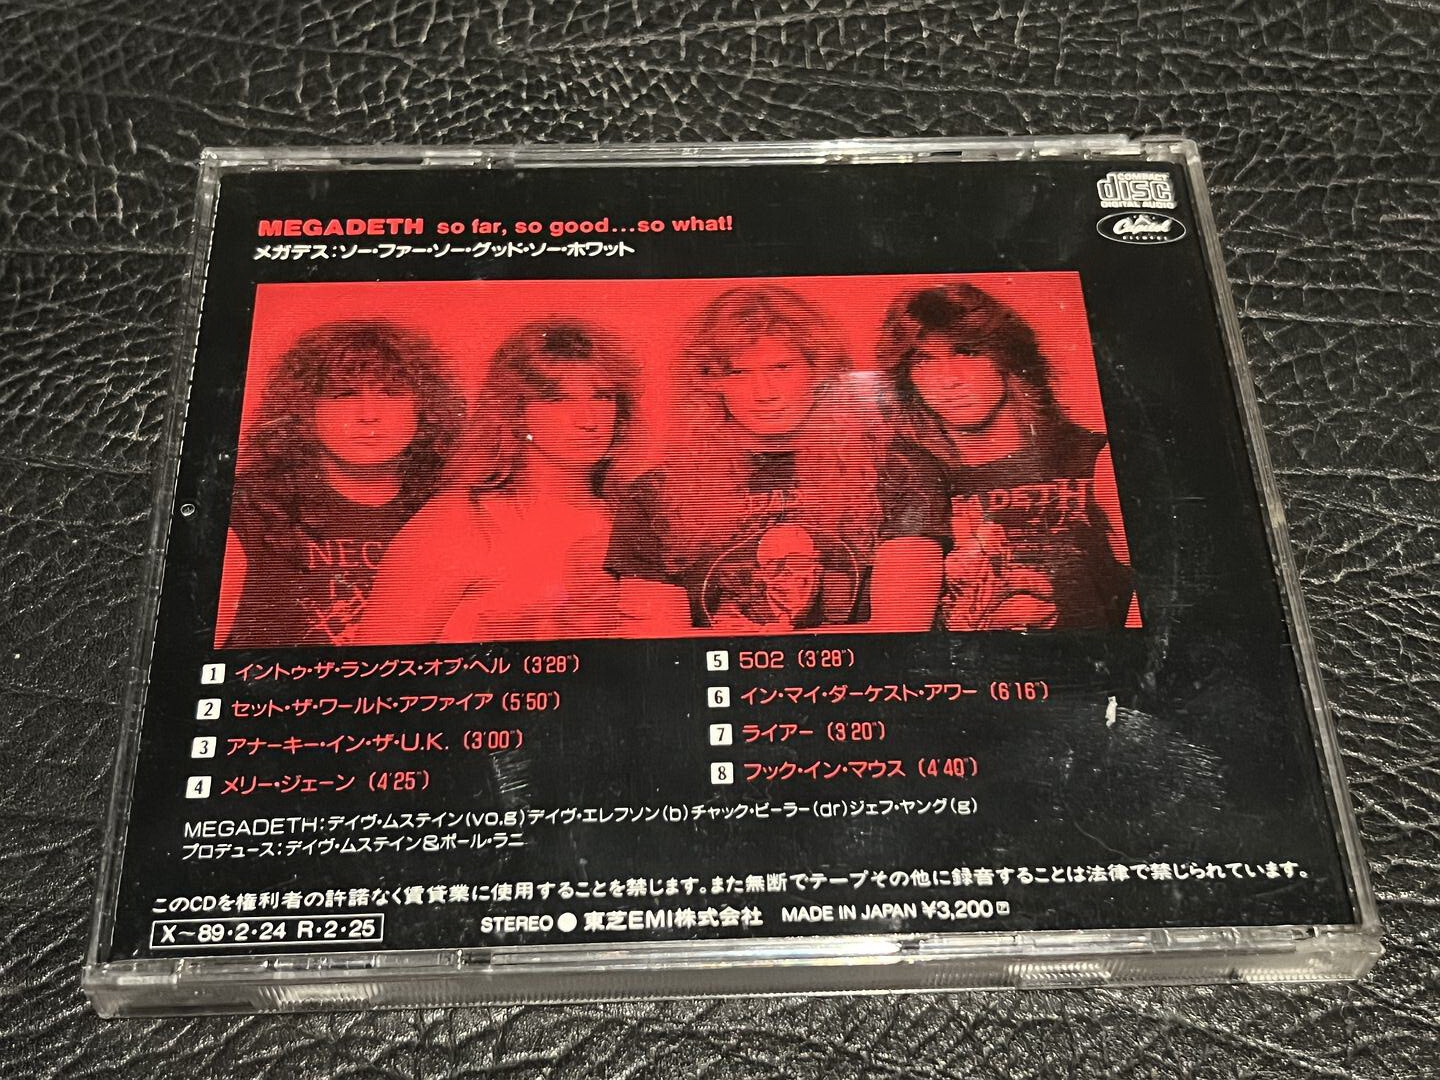 COMPACT
disc
DIGITAL AUDIO
Capitol
RECORDS
MEGADETH so far, so good...so what!
メガデス:ソー・ファー・ソー・グッド・ソー・ホワット
NEC
ADETH
1 イントゥ・ザ・ラングス・オブ・ヘル (3'28")
2 セット・ザ・ワールド・アファイア (5'50")
3 アナーキー・イン・ザ・U.K. (3'00")
4 メリー・ジェーン (4'25")
5 502 (3'28")
6 イン・マイ・ダーケスト・アワー (6'16")
7 ライアー (3'20")
8 フック・イン・マウス (4'40")
MEGADETH:デイヴ・ムステイン(vo,g)デイヴ・エレフソン(b)チャック・ビーラー(dr)ジェフ・ヤング(g)
プロデュース:デイヴ・ムステイン&ポール・ラニ
このCDを権利者の許諾なく賃貸業に使用することを禁じます。また無断でテープその他に録音することは法律で禁じられています。
X〜89・2・24 R・2・25
STEREO ● 東芝EMI株式会社 MADE IN JAPAN ¥3,200